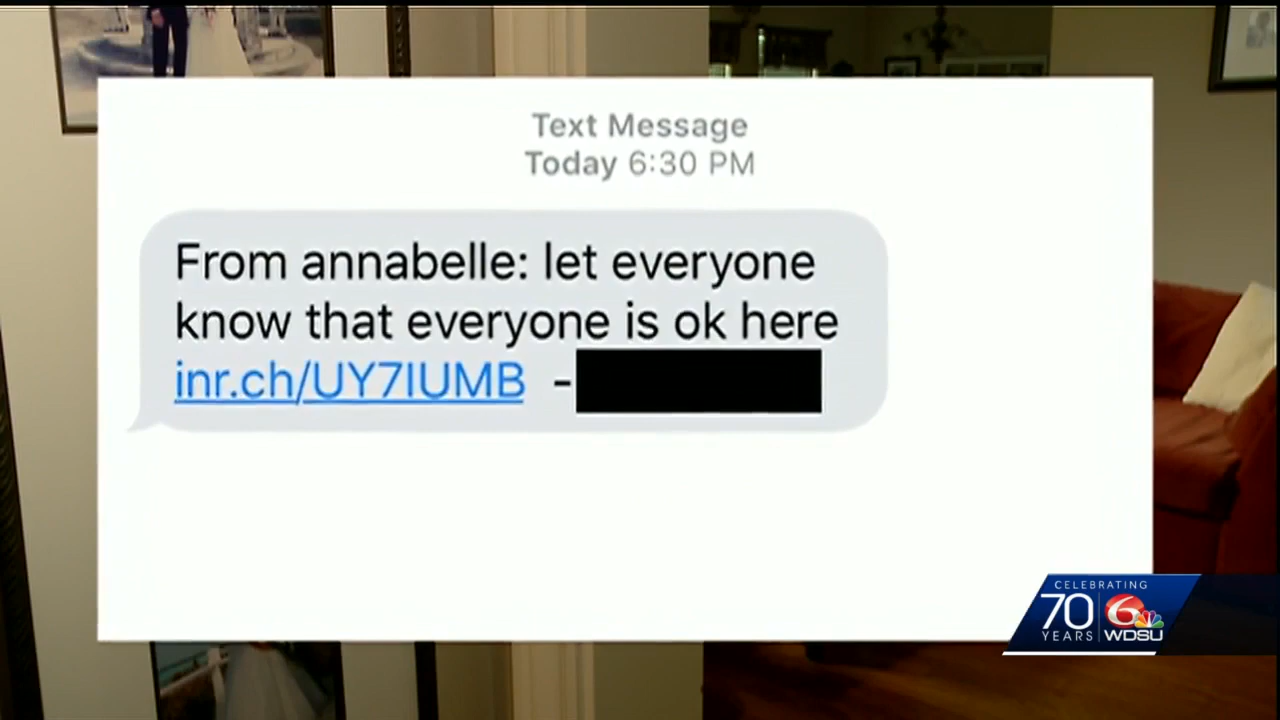 Text Message
Today 6:30 PM
From annabelle: let everyone
know that everyone is ok here
inr.ch/UY7IUMB -
CELEBRATING
70 6
YEARS WDSU